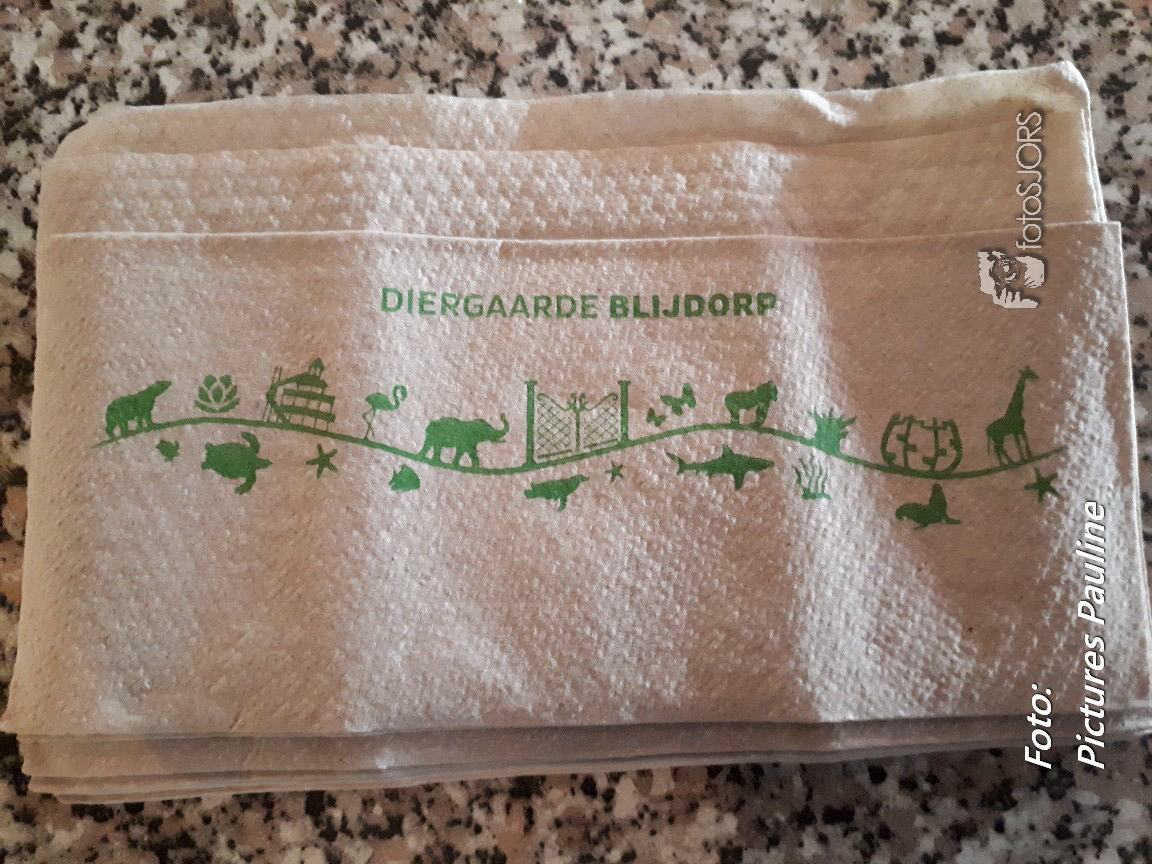 DIERGAARDE BLIJDORP
fotoSJORS
Foto:
Pictures Pauline